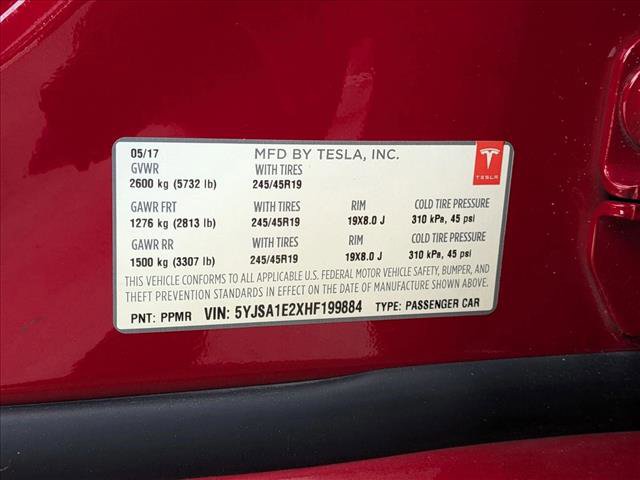 05/17 MFD BY TESLA, INC.
GVWR WITH TIRES
2600 kg (5732 lb) 245/45R19
TESLA
GAWR FRT WITH TIRES RIM COLD TIRE PRESSURE
1276 kg (2813 lb) 245/45R19 19X8.0 J 310 kPa, 45 psi
GAWR RR WITH TIRES RIM COLD TIRE PRESSURE
1500 kg (3307 lb) 245/45R19 19X8.0 J 310 kPa, 45 psi
THIS VEHICLE CONFORMS TO ALL APPLICABLE U.S. FEDERAL MOTOR VEHICLE SAFETY, BUMPER, AND
THEFT PREVENTION STANDARDS IN EFFECT ON THE DATE OF MANUFACTURE SHOWN ABOVE.
PNT: PPMR VIN: 5YJSA1E2XHF199884 TYPE: PASSENGER CAR